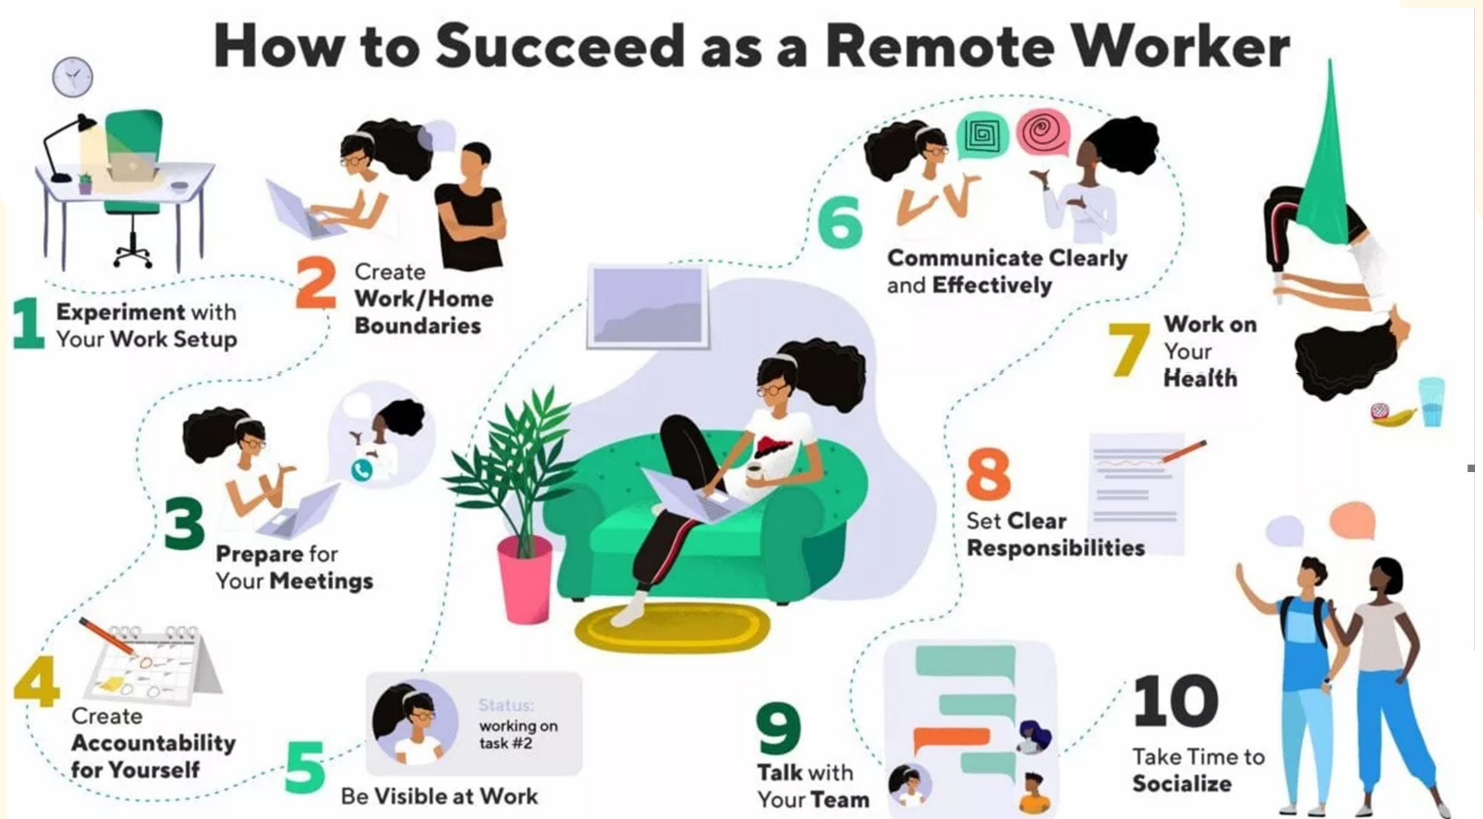 How to Succeed as a Remote Worker
1
Experiment with
Your Work Setup
2
Create
Work/Home
Boundaries
3
Prepare for
Your Meetings
4
Create
Accountability
for Yourself
5
Status:
working on
task #2
Be Visible at Work
6
Communicate Clearly
and Effectively
7
Work on
Your
Health
8
Set Clear
Responsibilities
9
Talk with
Your Team
10
Take Time to
Socialize